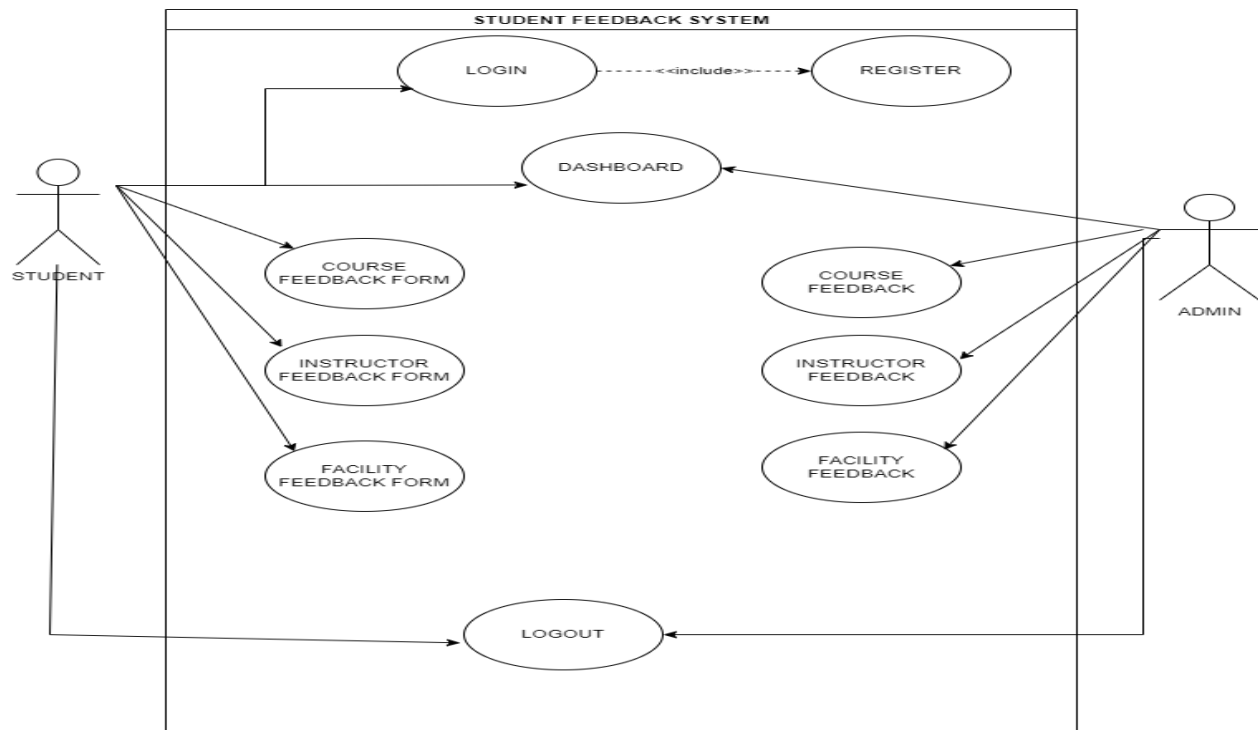 STUDENT FEEDBACK SYSTEM
LOGIN
<<include>>
REGISTER
DASHBOARD
STUDENT
COURSE
FEEDBACK FORM
COURSE
FEEDBACK
ADMIN
INSTRUCTOR
FEEDBACK FORM
INSTRUCTOR
FEEDBACK
FACILITY
FEEDBACK FORM
FACILITY
FEEDBACK
LOGOUT